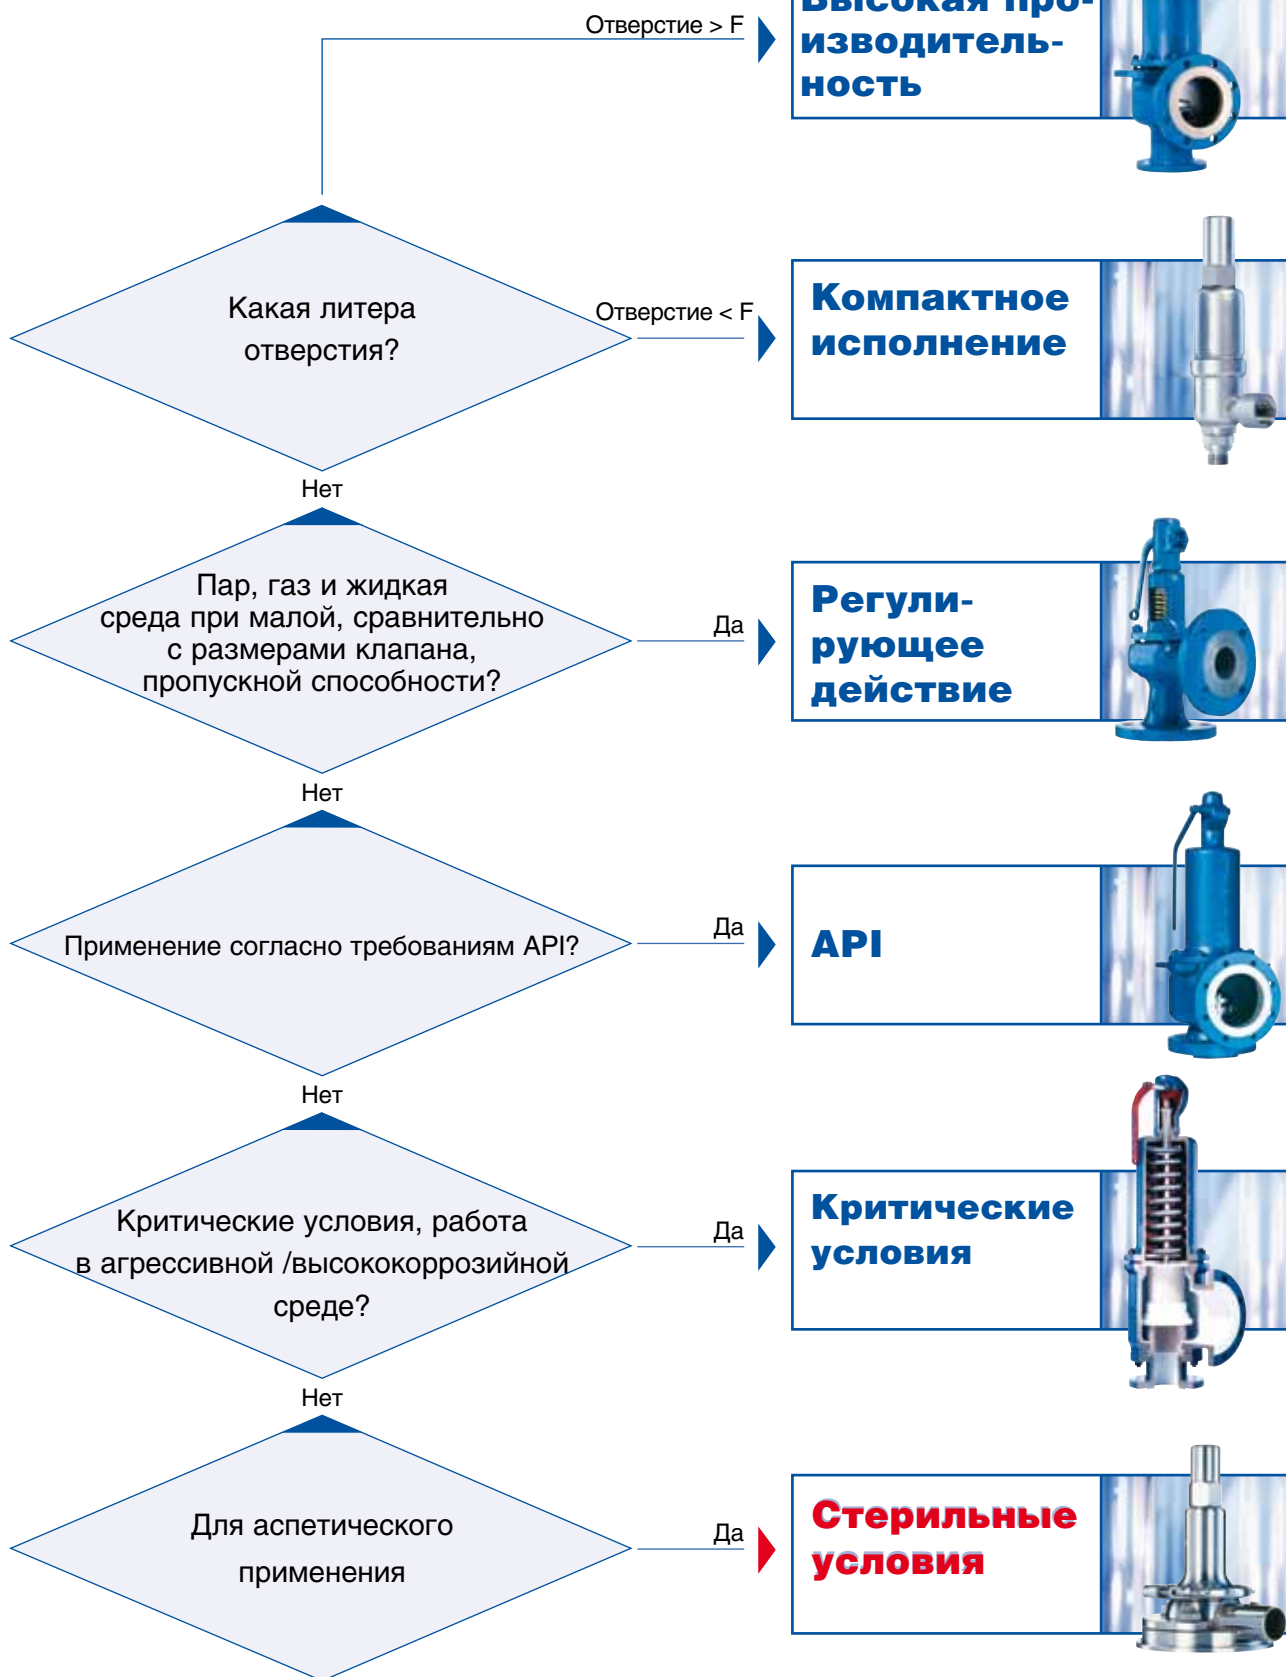 Отверстие > F
Высокая про-
изводитель-
ность
Какая литера
отверстия?
Отверстие < F
Компактное
исполнение
Нет
Пар, газ и жидкая
среда при малой, сравнительно
с размерами клапана,
пропускной способности?
Да
Регули-
рующее
действие
Нет
Применение согласно требованиям API?
Да
API
Нет
Критические условия, работа
в агрессивной /высококоррозийной
среде?
Да
Критические
условия
Нет
Для аспетического
применения
Да
Стерильные
условия